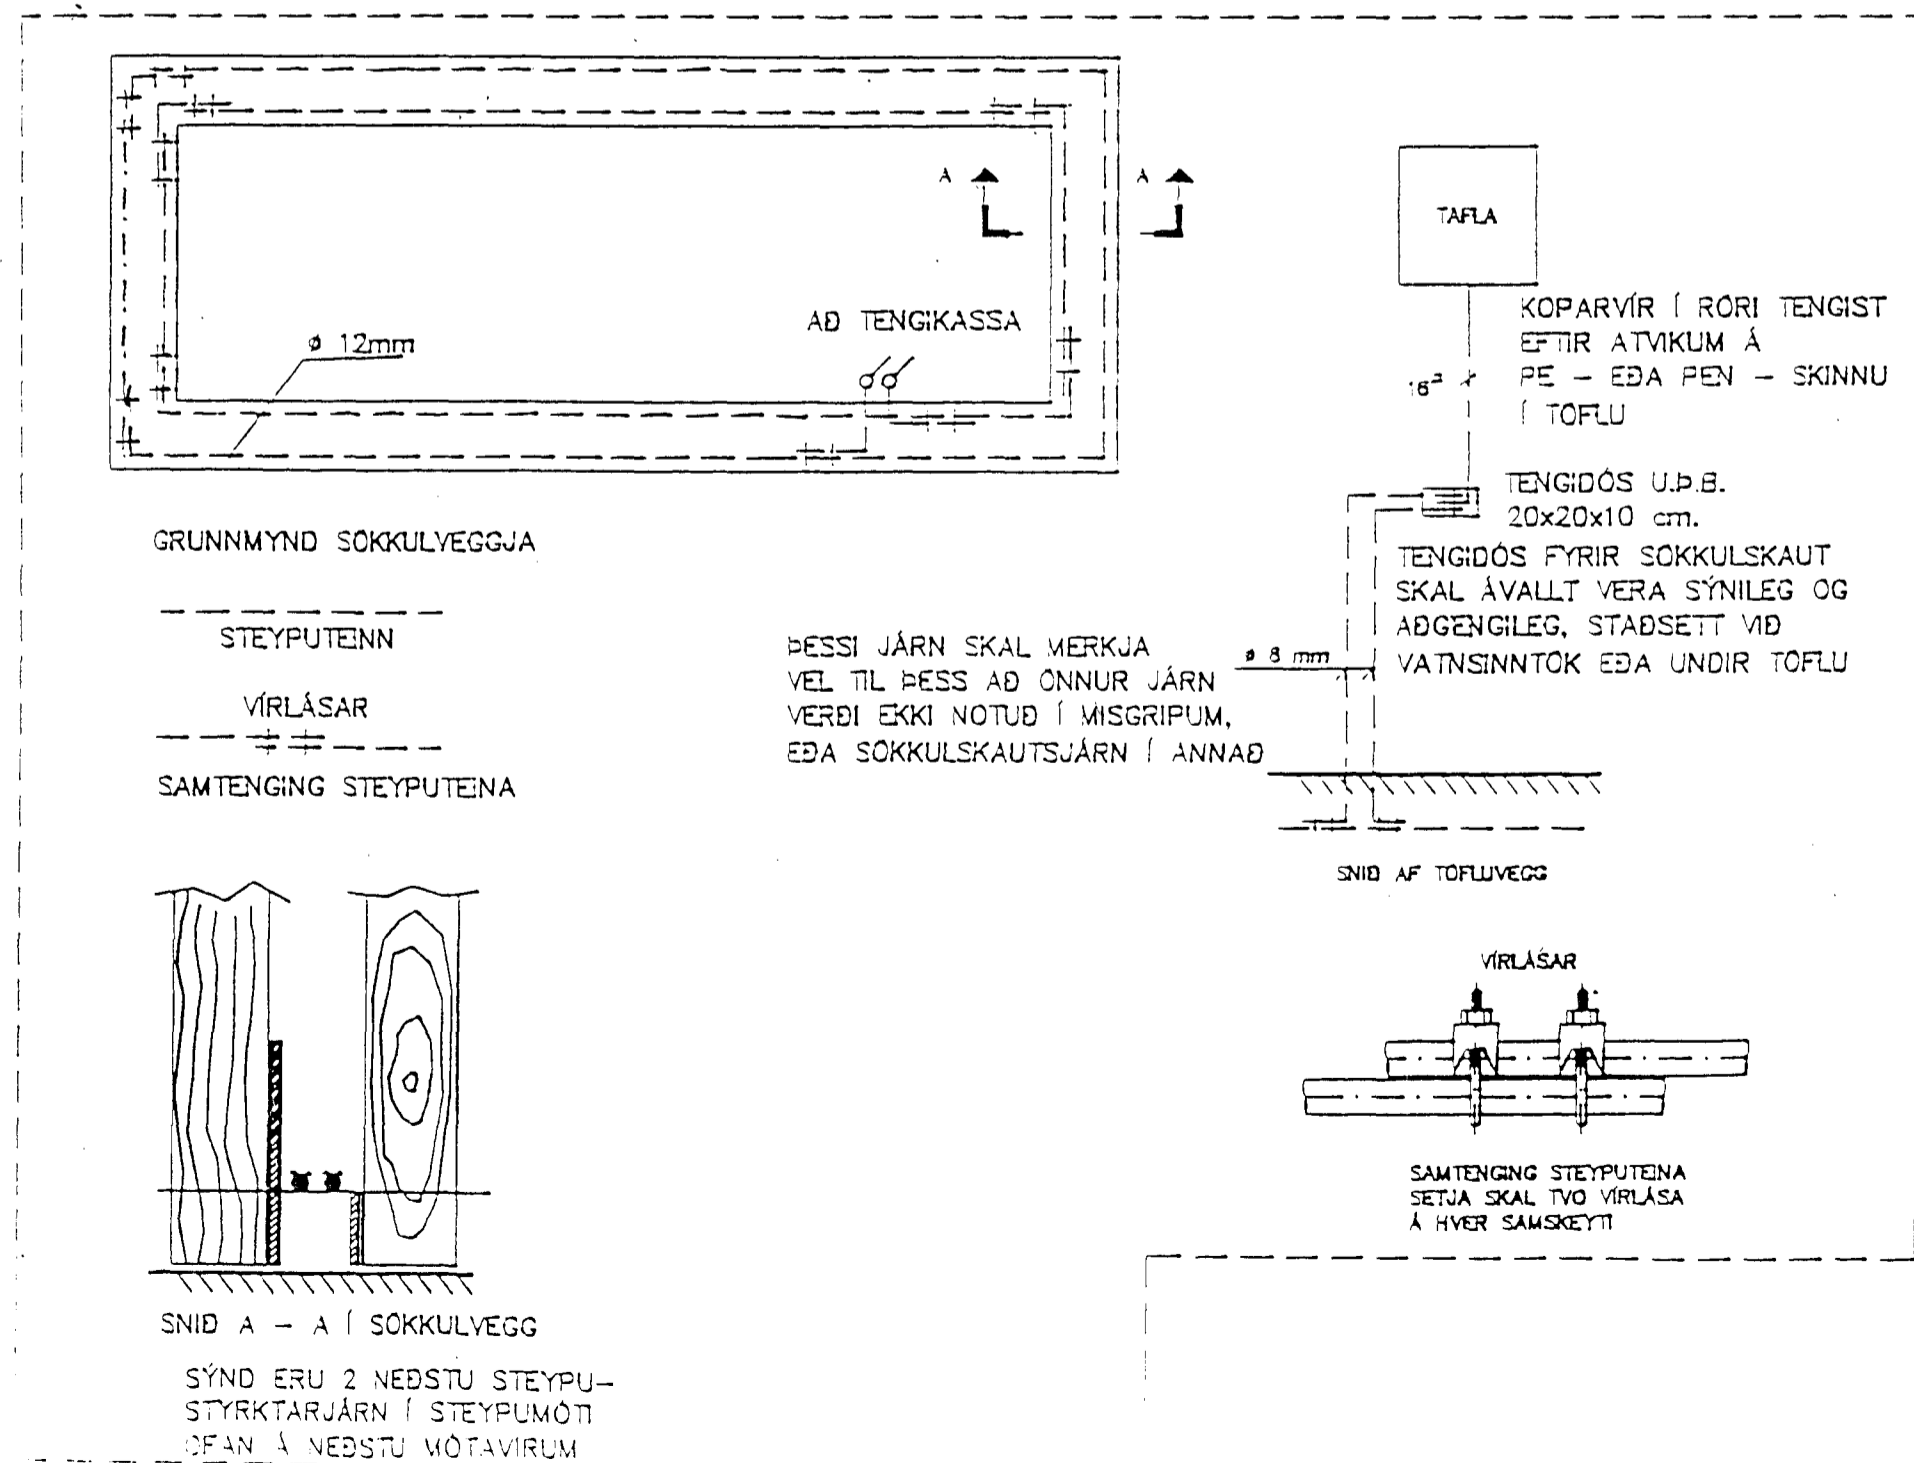 A
A
TAFLA
AÐ TENGIKASSA
ø 12mm
KOPARVÍR Í RÖRI TENGIST
EFTIR ATVIKUM Á
PE – EÐA PEN – SKINNU
Í TÖFLU
16²
TENGIDÓS U.Þ.B.
20x20x10 cm.
TENGIDÓS FYRIR SÖKKULSKAUT
SKAL ÁVALLT VERA SÝNILEG OG
AÐGENGILEG, STAÐSETT VIÐ
VATNSINNTÖK EÐA UNDIR TÖFLU
GRUNNMYND SÖKKULVEGGJA
STEYPUTEINN
VÍRLÁSAR
SAMTENGING STEYPUTEINA
ÞESSI JÁRN SKAL MERKJA
VEL TIL ÞESS AÐ ÖNNUR JÁRN
VERÐI EKKI NOTUÐ Í MISGRIPUM,
EÐA SÖKKULSKAUTSJÁRN Í ANNAÐ
ø 8 mm
SNIÐ AF TÖFLUVEGG
VÍRLÁSAR
SAMTENGING STEYPUTEINA
SETJA SKAL TVO VÍRLÁSA
Á HVER SAMSKEYTI
SNIÐ A – A Í SÖKKULVEGG
SÝND ERU 2 NEÐSTU STEYPU–
STYRKTARJÁRN Í STEYPUMÓTI
OFAN Á NEÐSTU MÓTAVÍRUM